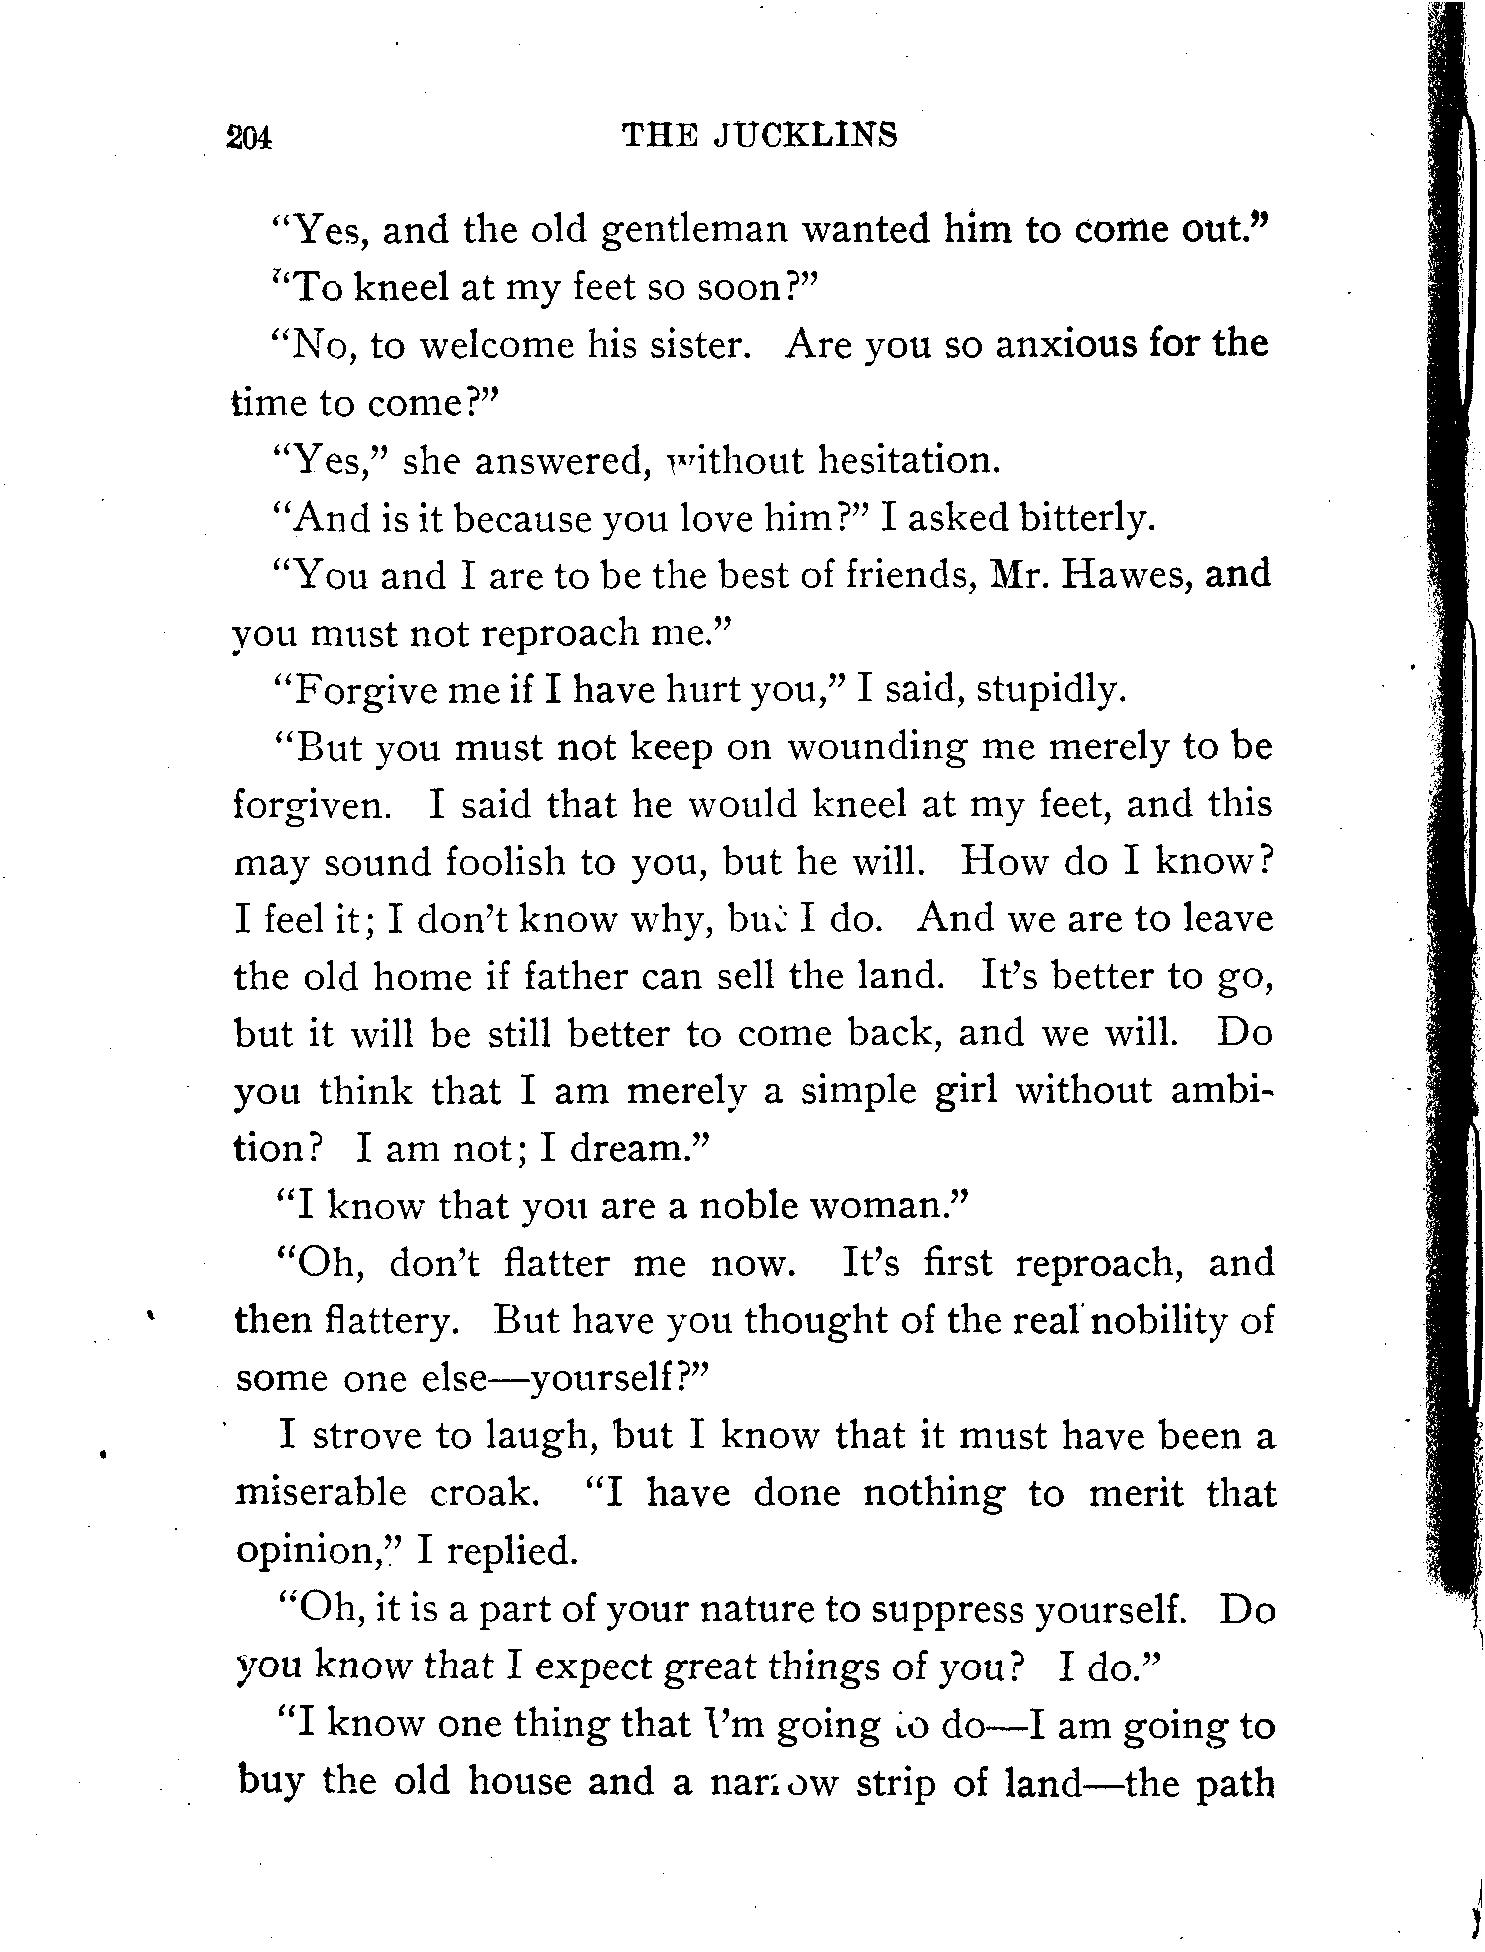 204 THE JUCKLINS
“Yes, and the old gentleman wanted him to come out.”
“To kneel at my feet so soon?”
“No, to welcome his sister. Are you so anxious for the
time to come?”
“Yes,” she answered, without hesitation.
“And is it because you love him?” I asked bitterly.
“You and I are to be the best of friends, Mr. Hawes, and
you must not reproach me.”
“Forgive me if I have hurt you,” I said, stupidly.
“But you must not keep on wounding me merely to be
forgiven. I said that he would kneel at my feet, and this
may sound foolish to you, but he will. How do I know?
I feel it; I don’t know why, but I do. And we are to leave
the old home if father can sell the land. It’s better to go,
but it will be still better to come back, and we will. Do
you think that I am merely a simple girl without ambi-
tion? I am not; I dream.”
“I know that you are a noble woman.”
“Oh, don’t flatter me now. It’s first reproach, and
then flattery. But have you thought of the real nobility of
some one else—yourself?”
I strove to laugh, but I know that it must have been a
miserable croak. “I have done nothing to merit that
opinion,” I replied.
“Oh, it is a part of your nature to suppress yourself. Do
you know that I expect great things of you? I do.”
“I know one thing that I’m going to do—I am going to
buy the old house and a narrow strip of land—the path